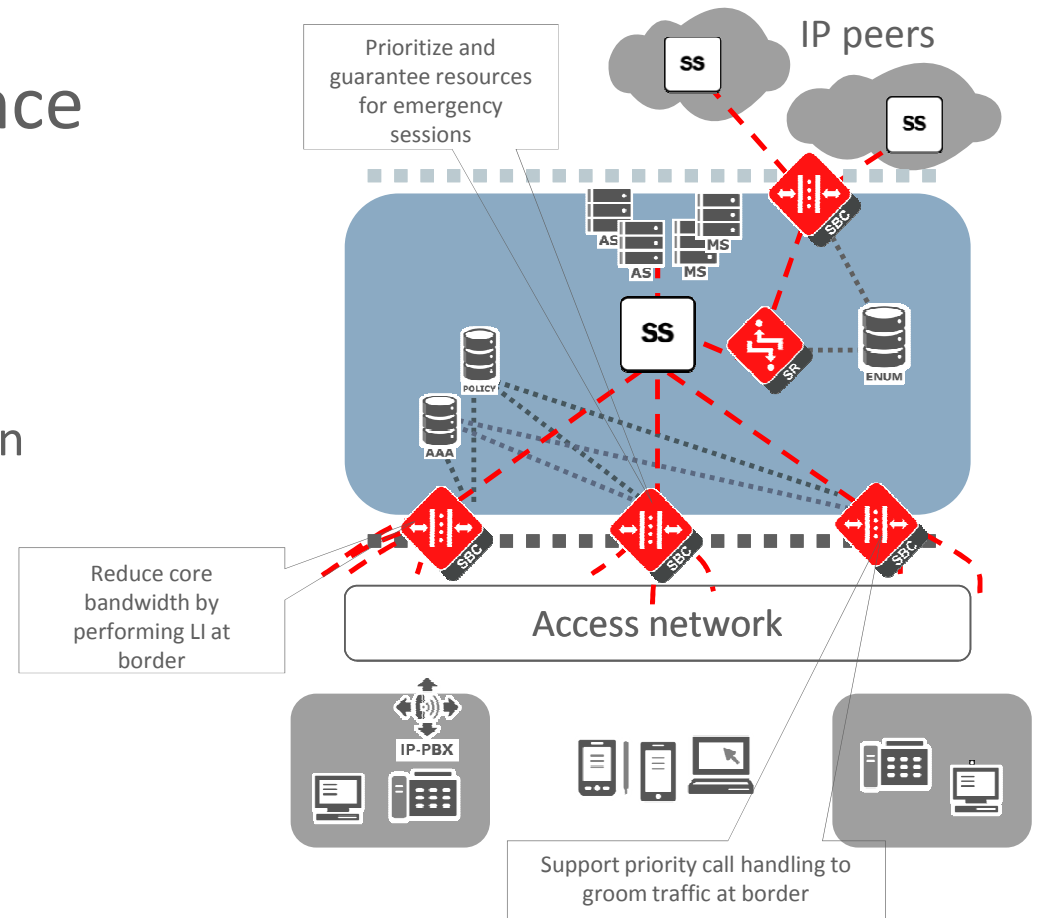 nce
n
Prioritize and
guarantee resources
for emergency
sessions
IP peers
SS
SS
SBC
AS
AS
MS
MS
SS
SR
ENUM
POLICY
AAA
SBC
SBC
SBC
Reduce core
bandwidth by
performing LI at
border
Access network
IP-PBX
Support priority call handling to
groom traffic at border